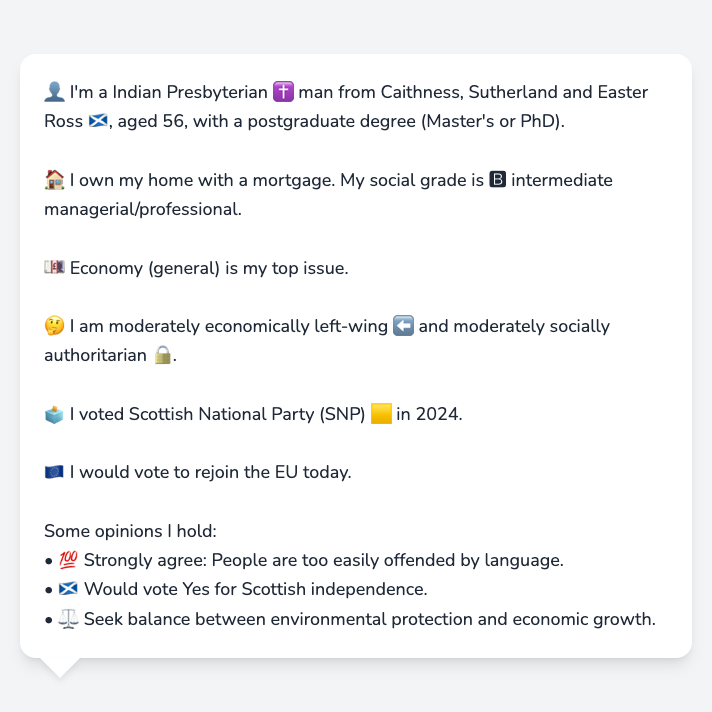 👤 I'm a Indian Presbyterian ✝️ man from Caithness, Sutherland and Easter
Ross 🏴󠁧󠁢󠁳󠁣󠁴󠁿, aged 56, with a postgraduate degree (Master's or PhD).
🏠 I own my home with a mortgage. My social grade is 🅱 intermediate
managerial/professional.
💷 Economy (general) is my top issue.
🤔 I am moderately economically left-wing ⬅️ and moderately socially
authoritarian 🔒.
🗳️ I voted Scottish National Party (SNP) 🟨 in 2024.
🇪🇺 I would vote to rejoin the EU today.
Some opinions I hold:
• 💯 Strongly agree: People are too easily offended by language.
• 🏴󠁧󠁢󠁳󠁣󠁴󠁿 Would vote Yes for Scottish independence.
• ⚖️ Seek balance between environmental protection and economic growth.